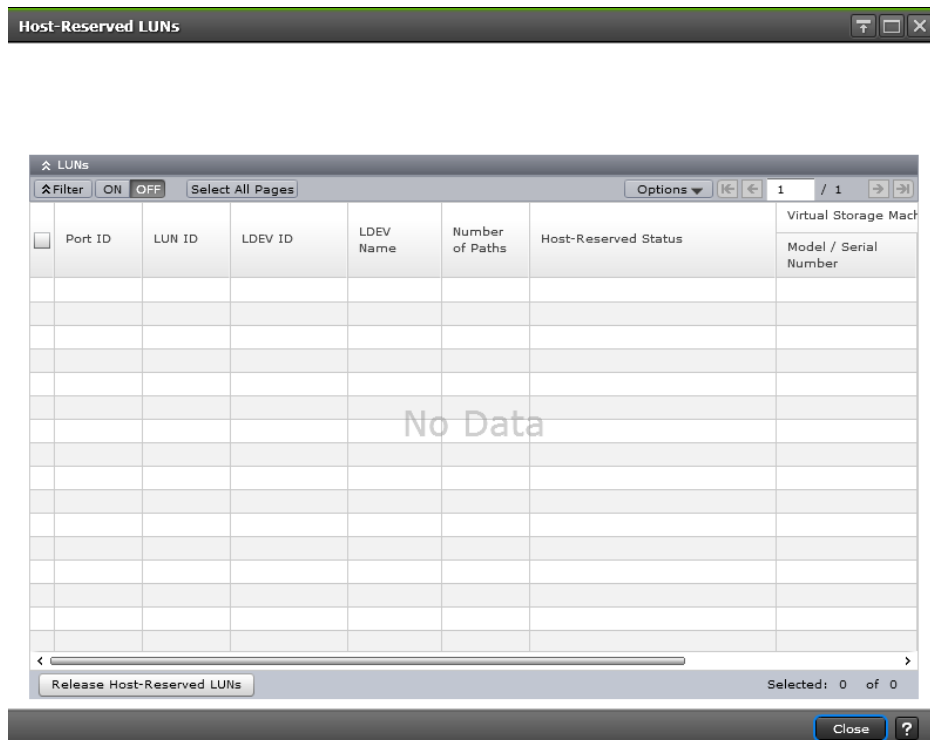 Host-Reserved LUNs
LUNs
Filter ON OFF Select All Pages Options 1 / 1
Port ID LUN ID LDEV ID LDEV Name Number of Paths Host-Reserved Status Virtual Storage Mach
Model / Serial Number
No Data
Release Host-Reserved LUNs Selected: 0 of 0
Close ?